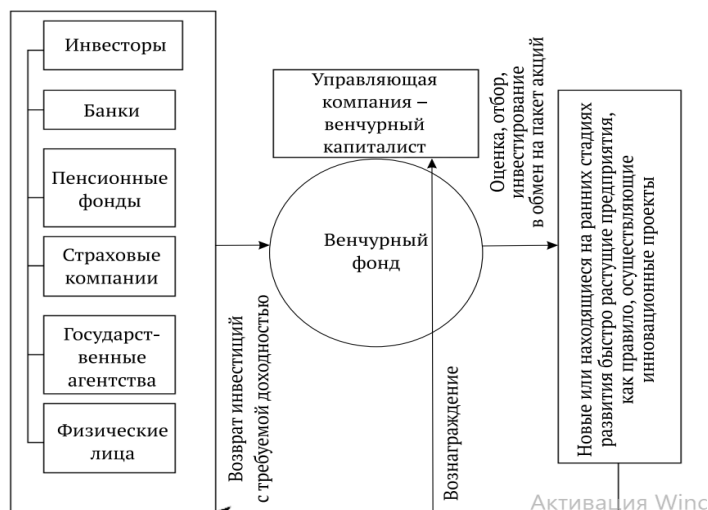 Инвесторы
Банки
Пенсионные
фонды
Страховые
компании
Государст-
венные
агентства
Физические
лица
Управляющая
компания –
венчурный
капиталист
Венчурный
фонд
Возврат инвестиций
с требуемой доходностью
Вознаграждение
Оценка, отбор,
инвестирование
в обмен на пакет акций
Новые или находящиеся на ранних стадиях
развития быстро растущие предприятия,
как правило, осуществляющие
инновационные проекты
Активация Winc